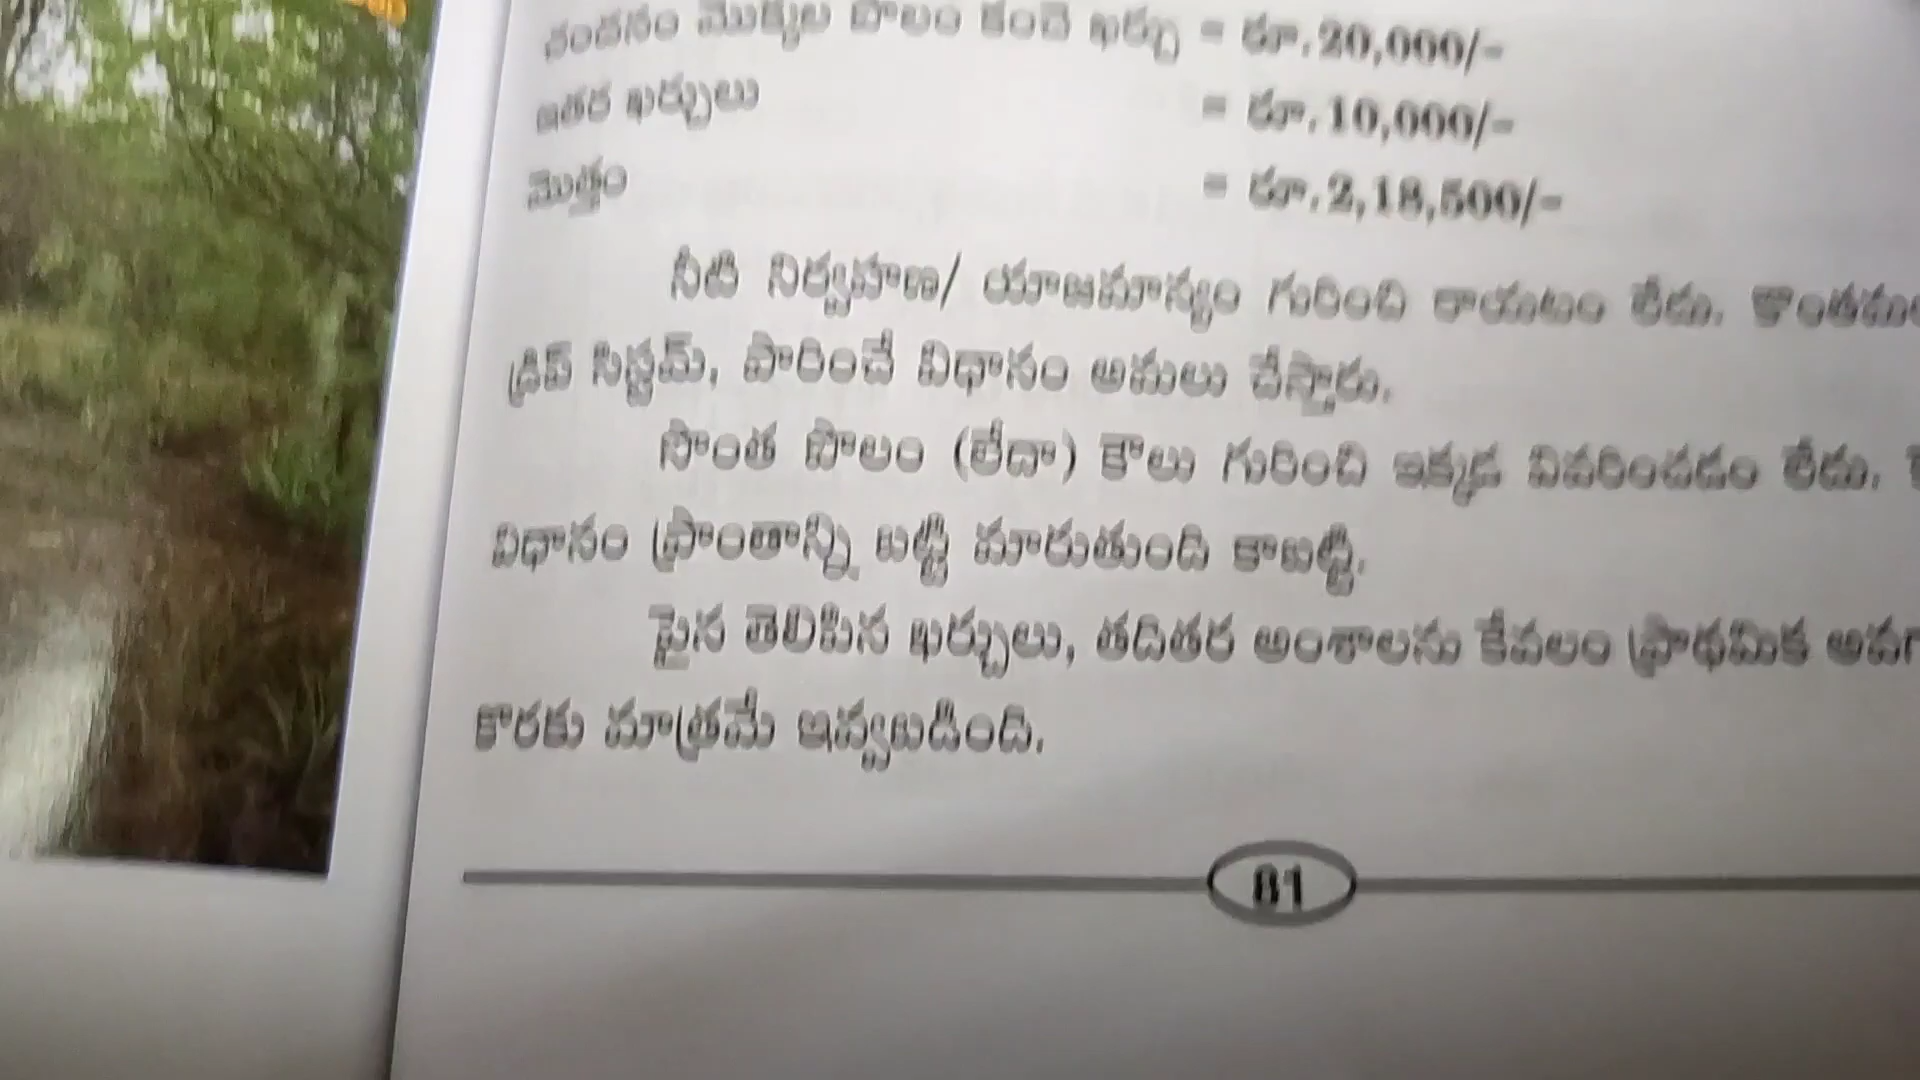 చందనం మొక్కల పొలం కంచె ఖర్చు = రూ.20,000/-
ఇతర ఖర్చులు = రూ.10,000/-
మొత్తం = రూ.2,18,500/-
నీటి నిర్వహణ/ యాజమాన్యం గురించి రాయటం లేదు.
డ్రిప్ సిస్టమ్, పారించే విధానం అమలు చేస్తారు.
సొంత పొలం (లేదా) కౌలు గురించి ఇక్కడ వివరించడం లేదు.
విధానం ప్రాంతాన్ని బట్టి మారుతుంది కాబట్టి.
పైన తెలిపిన ఖర్చులు, తదితర అంశాలను కేవలం ప్రాథమిక
కొరకు మాత్రమే ఇవ్వబడింది.
81